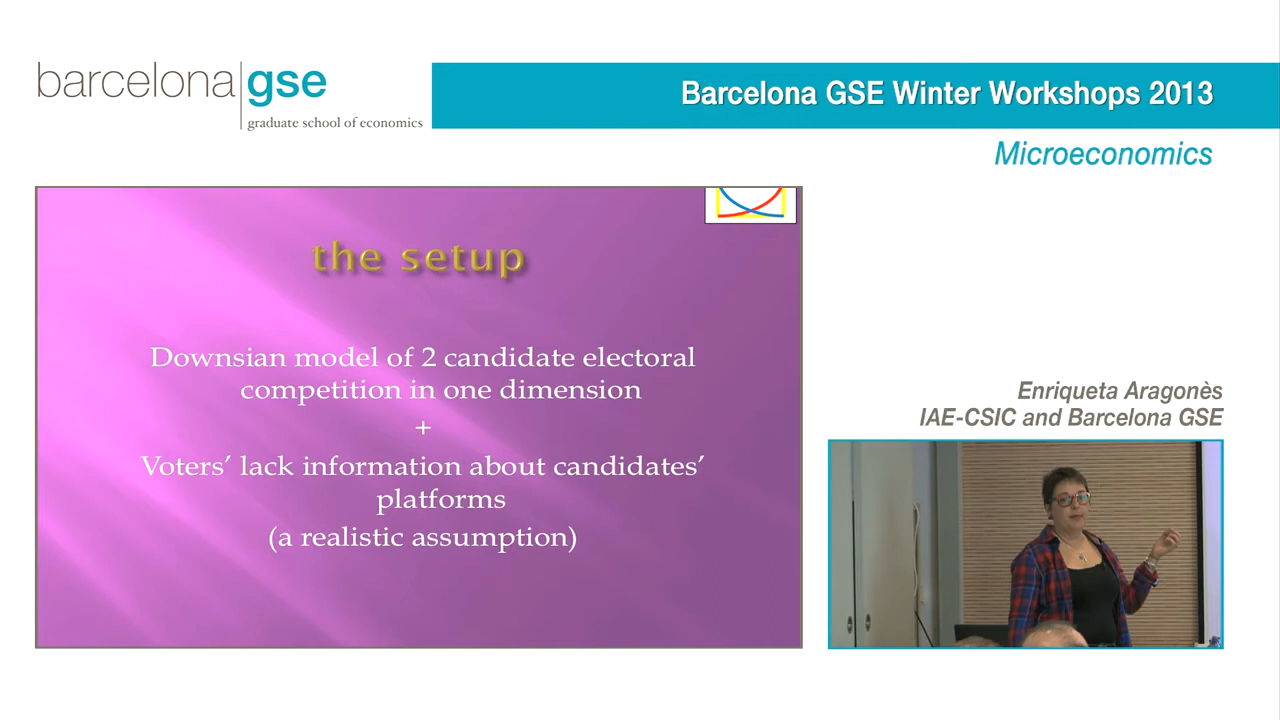 barcelona gse
graduate school of economics
Barcelona GSE Winter Workshops 2013
Microeconomics
the setup
Downsian model of 2 candidate electoral
competition in one dimension
+
Voters’ lack information about candidates’
platforms
(a realistic assumption)
Enriqueta Aragonès
IAE-CSIC and Barcelona GSE